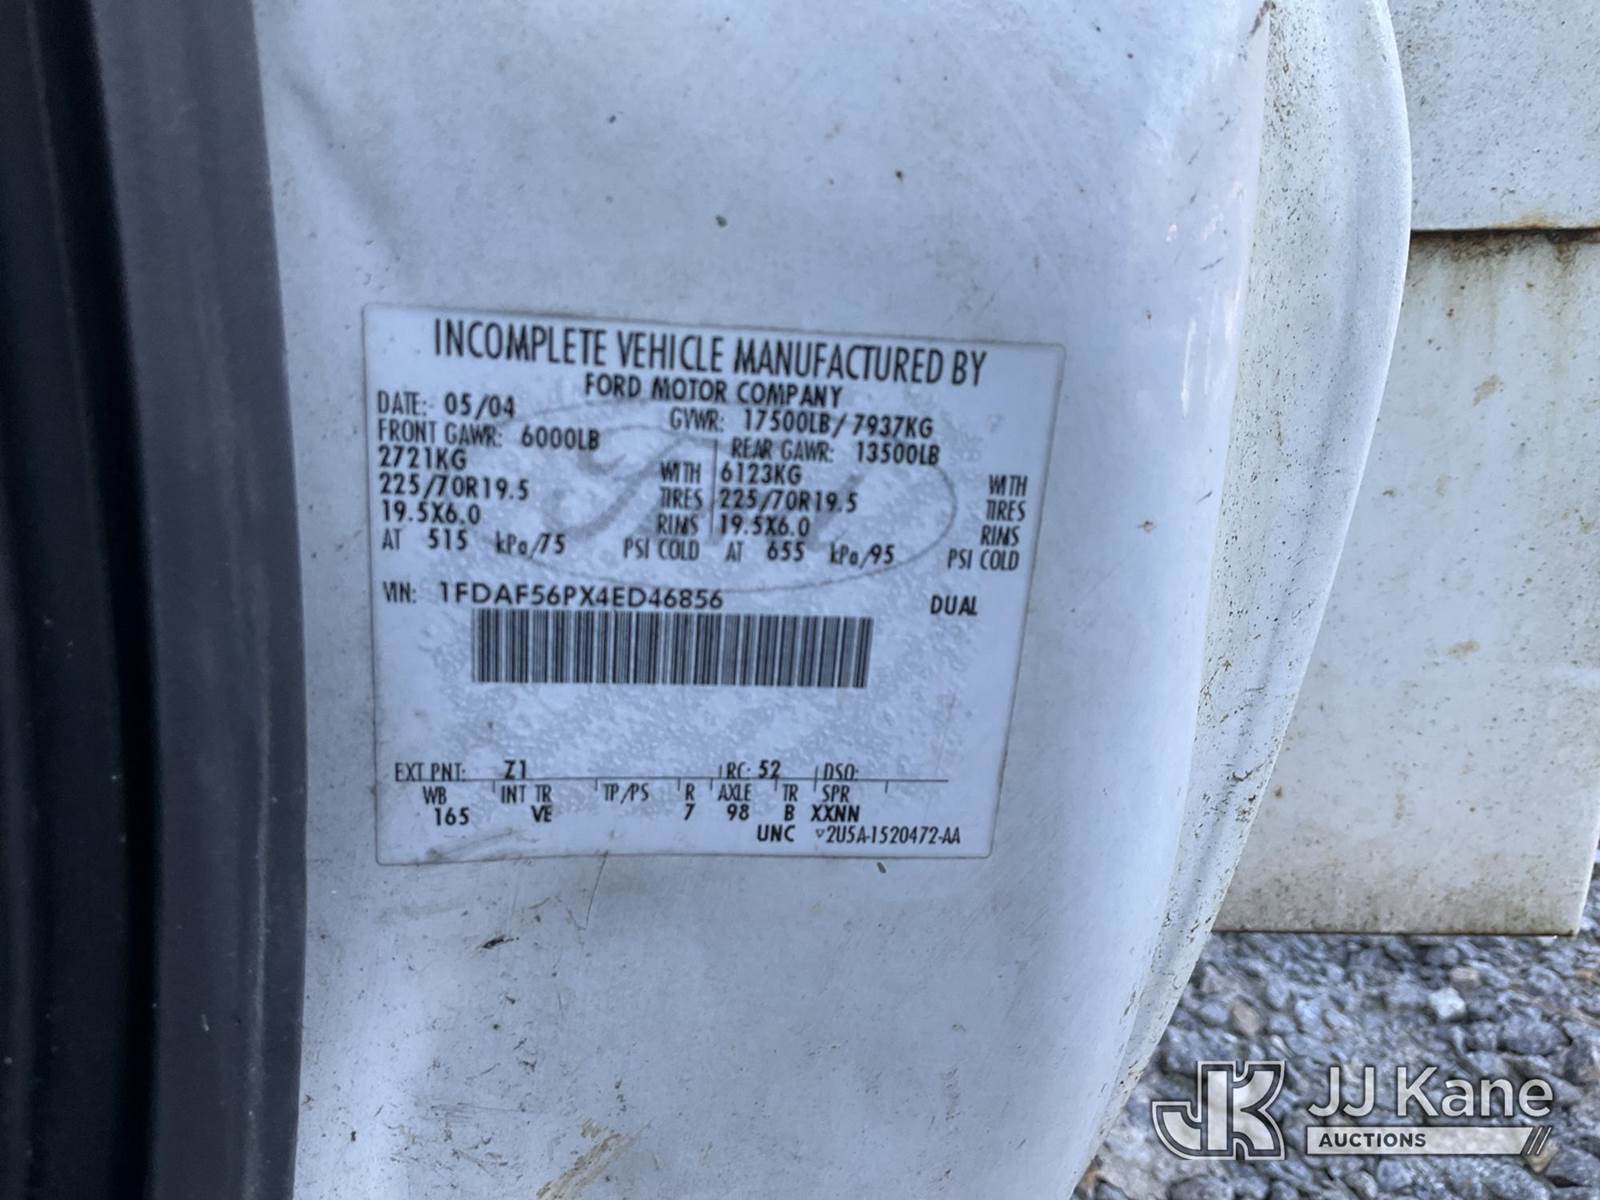 INCOMPLETE VEHICLE MANUFACTURED BY
FORD MOTOR COMPANY
DATE: 05/04 GVWR: 17500LB/ 7937KG
FRONT GAWR: 6000LB REAR GAWR: 13500LB
2721KG WITH 6123KG WITH
225/70R19.5 TIRES 225/70R19.5 TIRES
19.5X6.0 RIMS 19.5X6.0 RIMS
AT 515 kPa/75 PSI COLD AT 655 kPa/95 PSI COLD
VIN: 1FDAF56PX4ED46856 DUAL
EXT PNT: Z1 RC: 52 DSO:
WB INT TR TP/PS R AXLE TR SPR
165 VE 7 98 B XXNN
UNC ▽2U5A-1520472-AA
JK JJ Kane
AUCTIONS